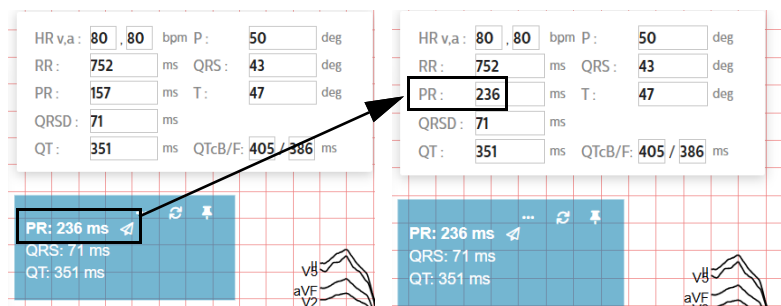 HR v,a : 80 , 80 bpm P : 50 deg
RR : 752 ms QRS : 43 deg
PR : 157 ms T : 47 deg
QRSD : 71 ms
QT : 351 ms QTcB/F: 405 / 386 ms
PR: 236 ms
QRS: 71 ms
QT: 351 ms
II
V5
aVF
V2
HR v,a : 80 , 80 bpm P : 50 deg
RR : 752 ms QRS : 43 deg
PR : 236 ms T : 47 deg
QRSD : 71 ms
QT : 351 ms QTcB/F: 405 / 386 ms
PR: 236 ms
QRS: 71 ms
QT: 351 ms
II
V5
aVF
V2